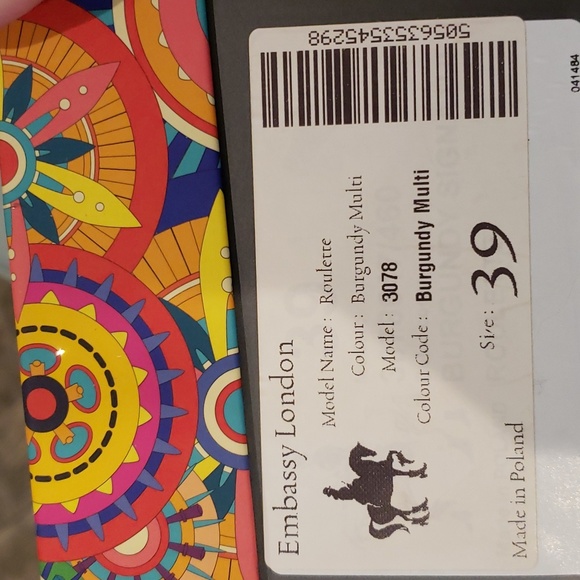 Embassy London
Model Name : Roulette
Colour : Burgundy Multi
Model : 3078
Colour Code : Burgundy Multi
Size : 39
Made in Poland
5056353545298
041484